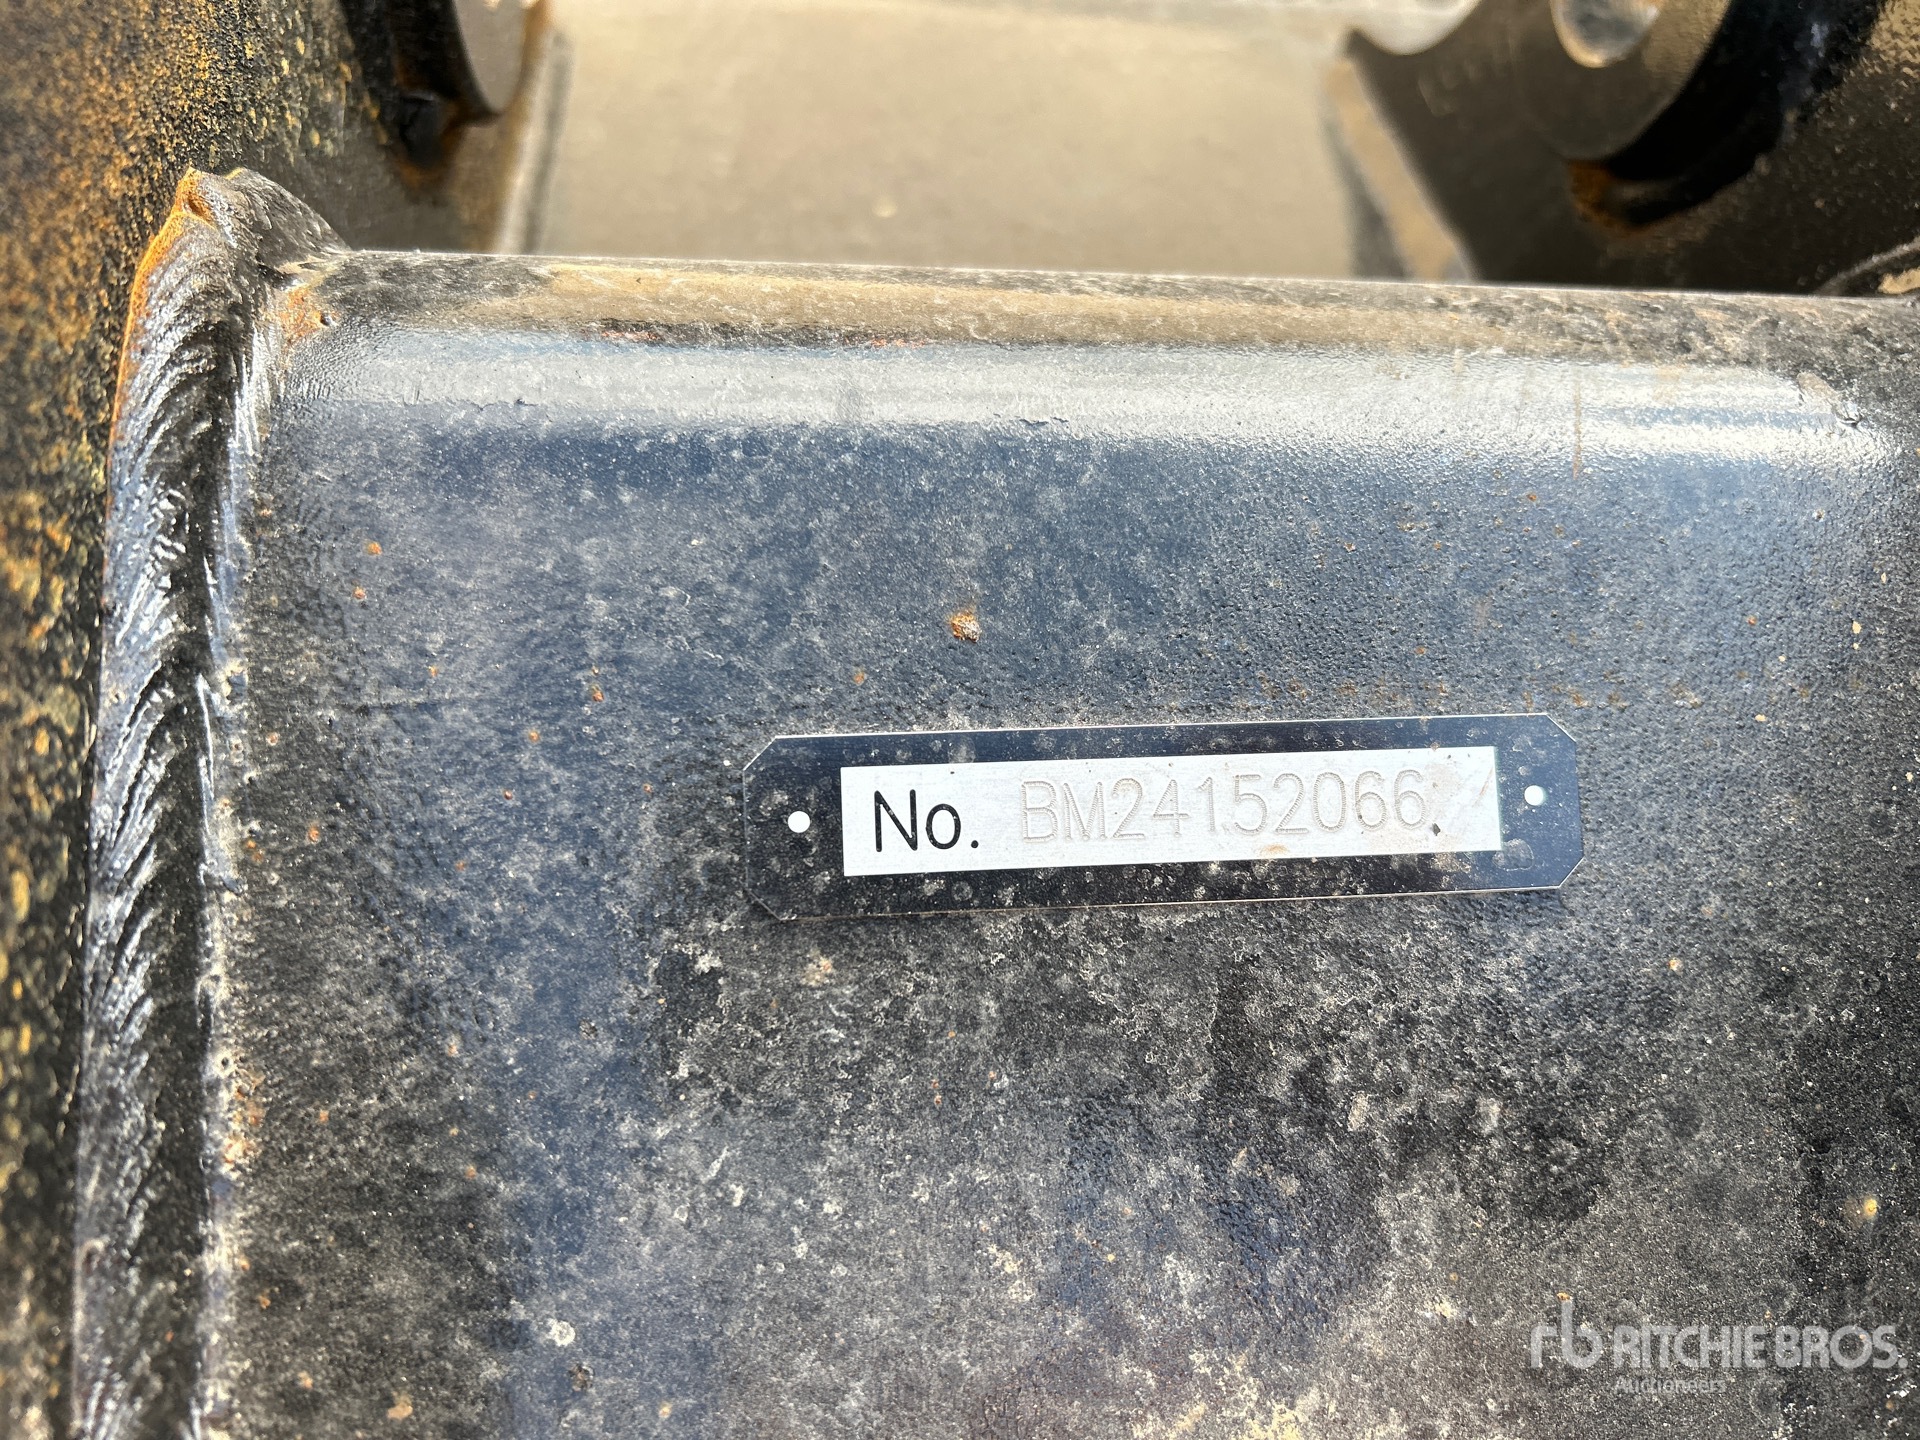 No. BM24152066
RITCHIE BROS.
Auctioneers